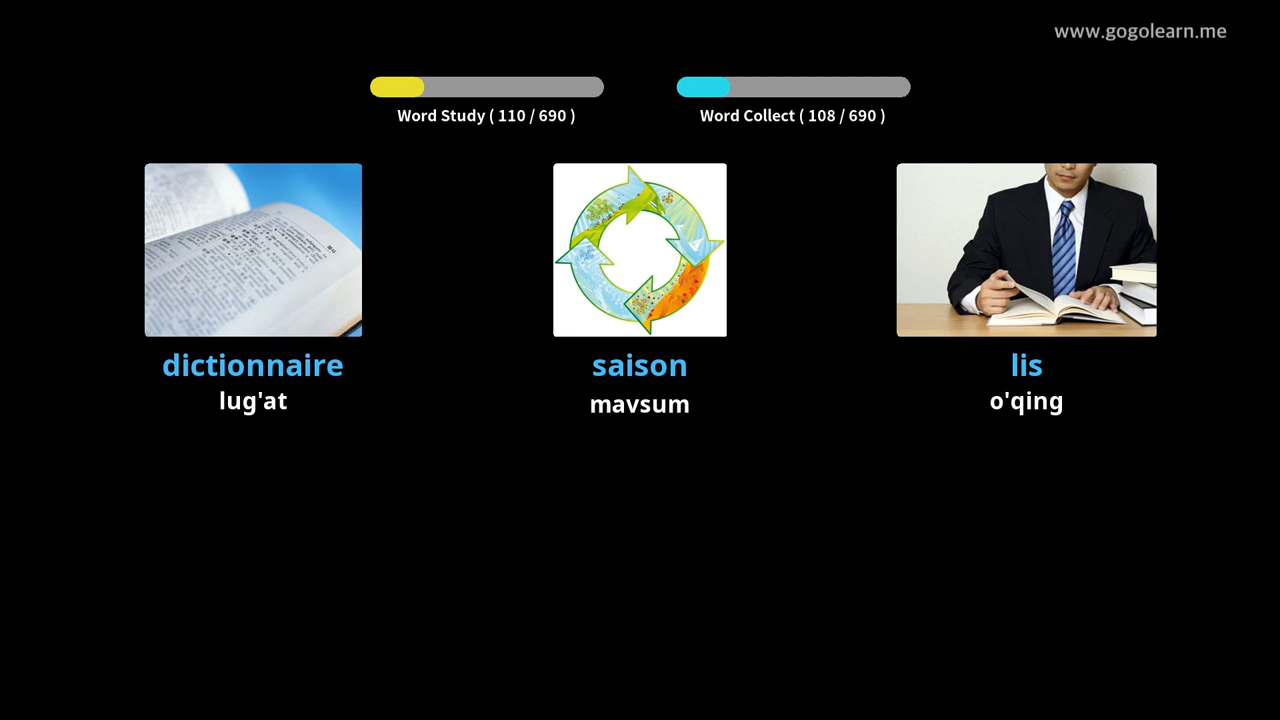 www.gogolearn.me
Word Study ( 110 / 690 )
Word Collect ( 108 / 690 )
dictionnaire
lug'at
saison
mavsum
lis
o'qing